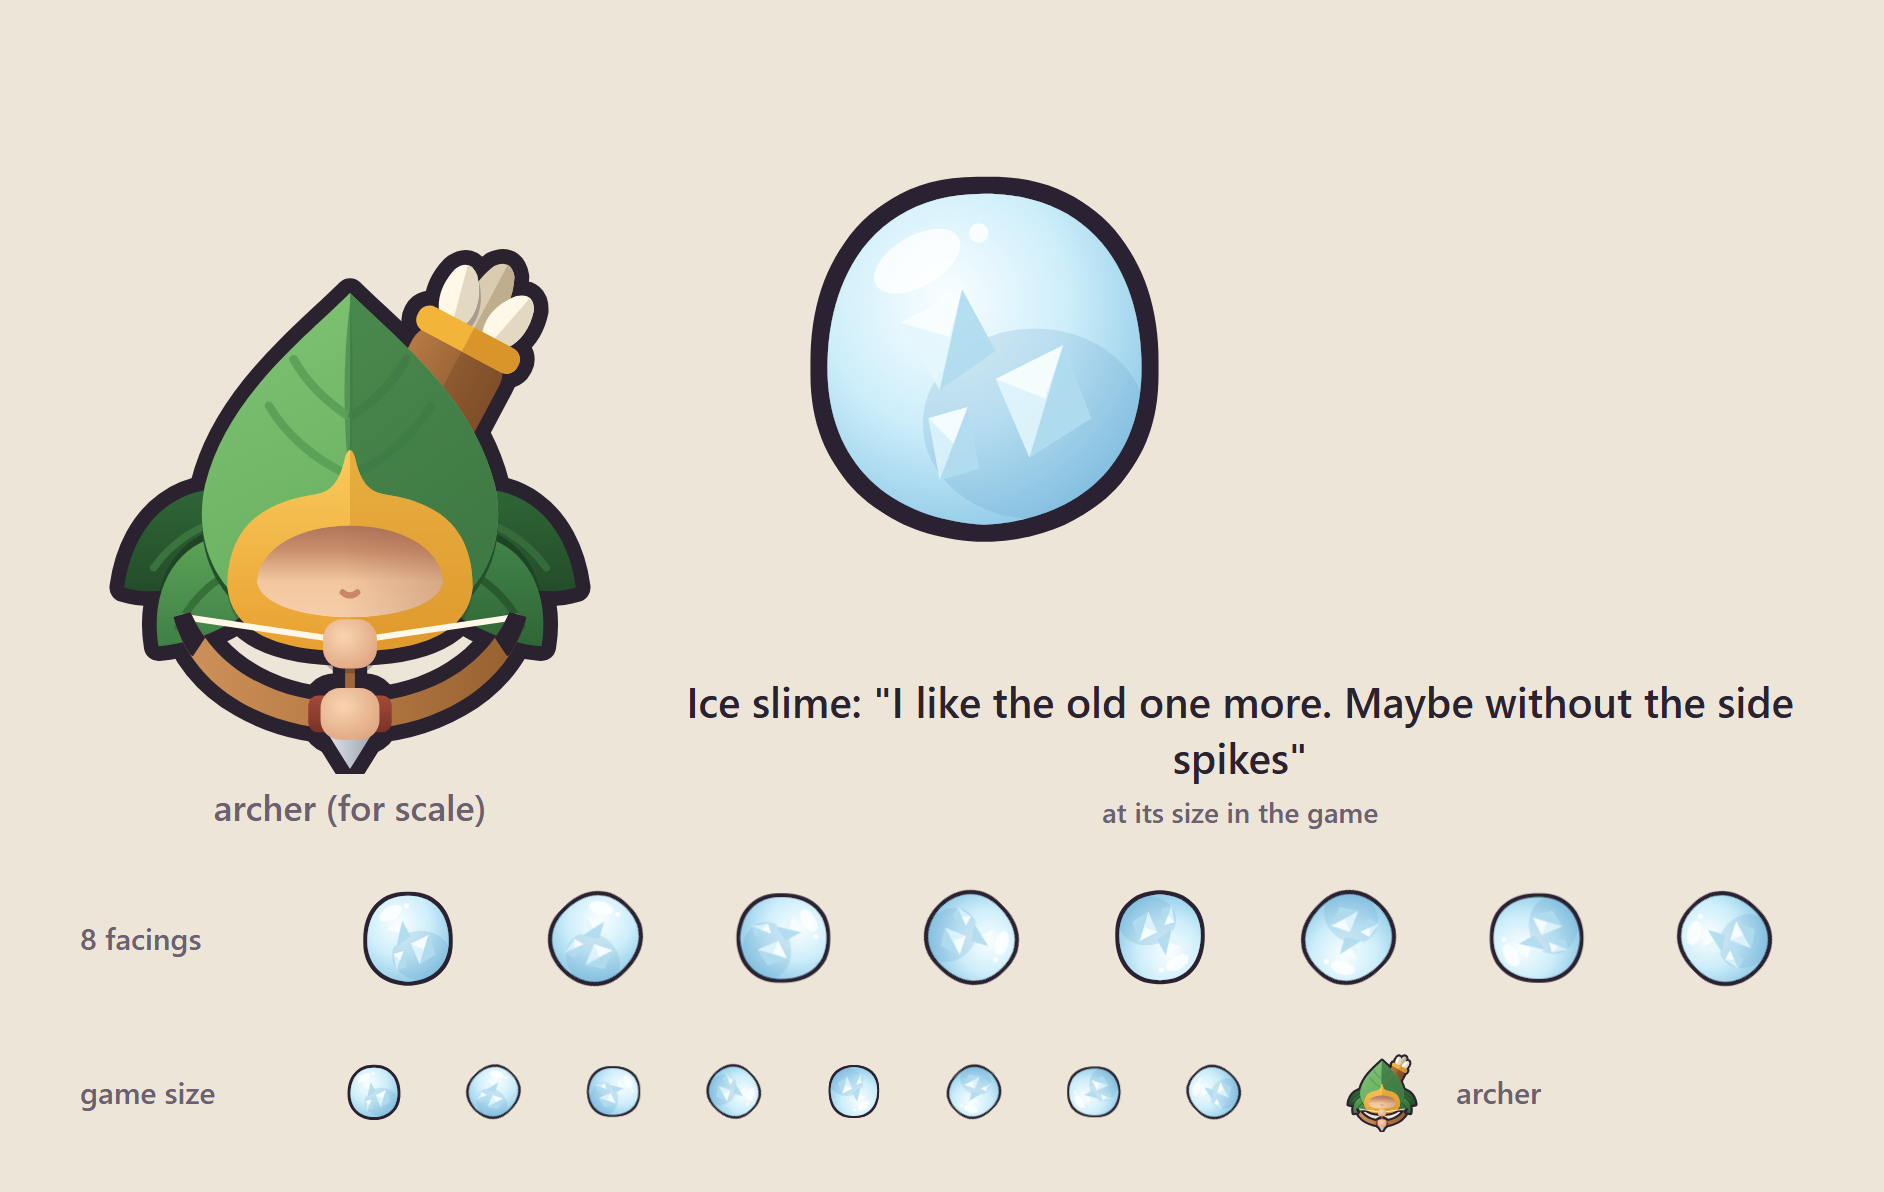 Ice slime: "I like the old one more. Maybe without the side
spikes"
archer (for scale)
at its size in the game
8 facings
game size
archer